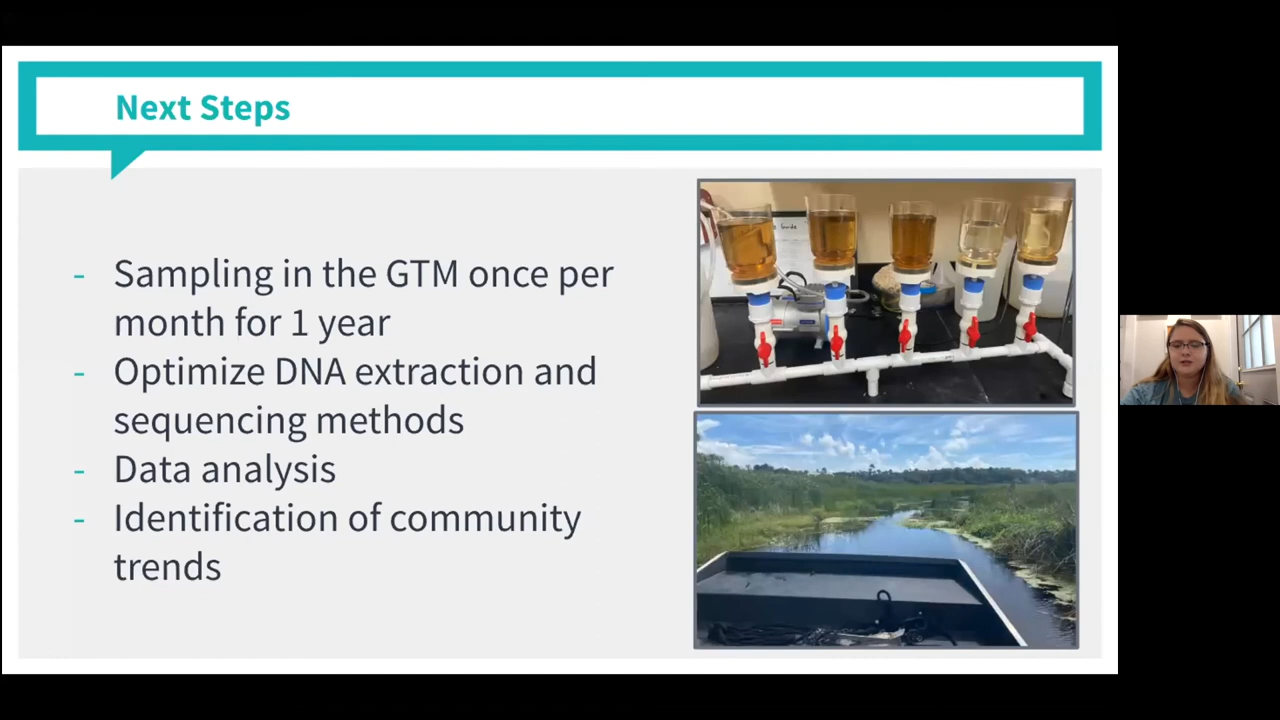 Next Steps
- Sampling in the GTM once per
month for 1 year
- Optimize DNA extraction and
sequencing methods
- Data analysis
- Identification of community
trends
Guide